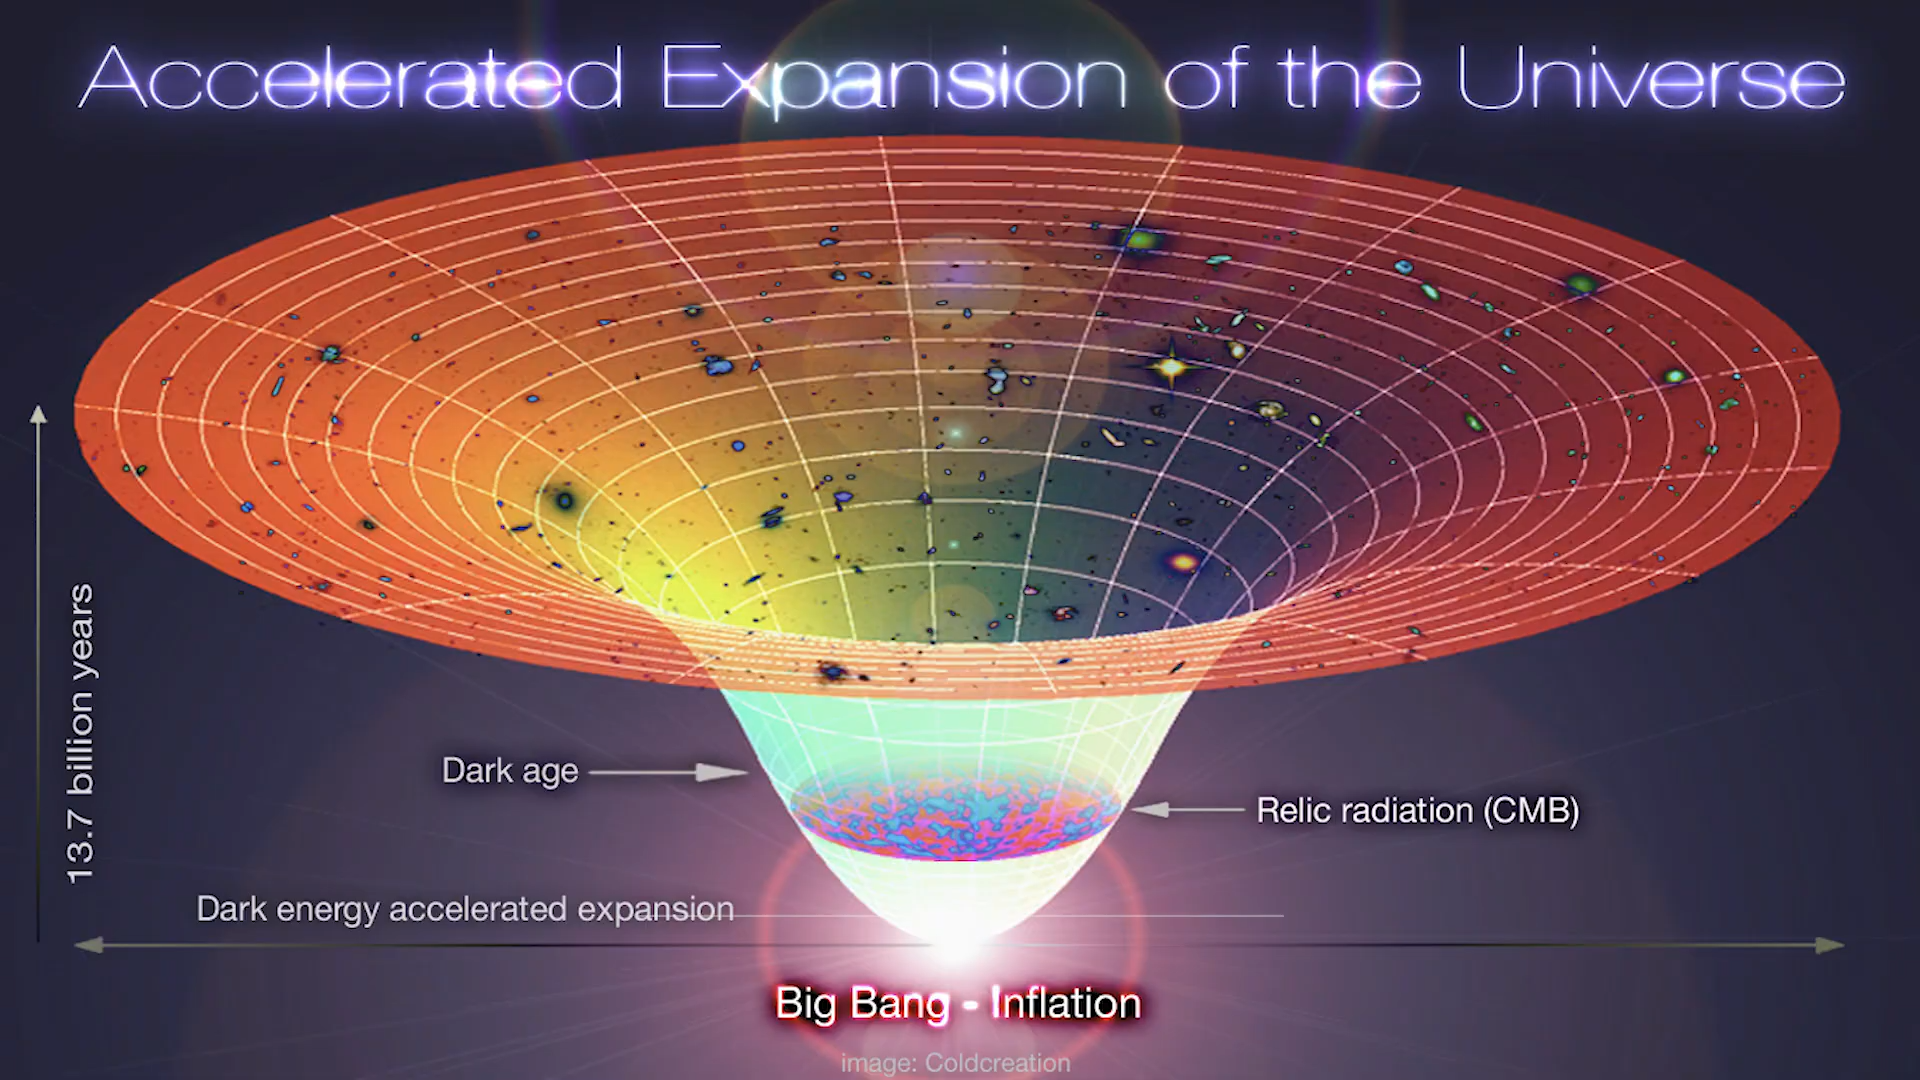 Accelerated Expansion of the Universe
13.7 billion years
Dark age
Relic radiation (CMB)
Dark energy accelerated expansion
Big Bang - Inflation
image: Coldcreation